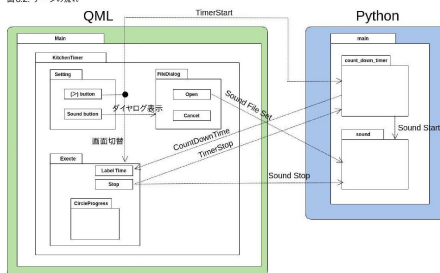 図 8.2: データの流れ
QML
Python
TimerStart
Main
main
KitchenTimer
count_down_timer
Setting
FileDialog
(▷) button
Open
Sound button
ダイヤログ表示
Cancel
Sound File Set
sound
Sound Start
画面切替
CountDownTime
TimerStop
Execte
Label Time
Stop
Sound Stop
CircleProgress